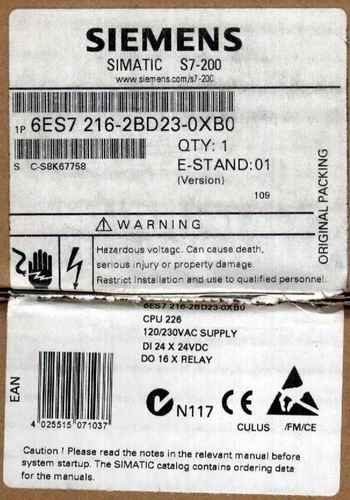 SIEMENS
SIMATIC S7-200
www.siemens.com/s7-200
1P 6ES7 216-2BD23-0XB0
QTY: 1
S C-S8K67758
E-STAND:01
(Version)
109
ORIGINAL PACKING
WARNING
Hazardous voltage. Can cause death,
serious injury or property damage.
Restrict installation and use to qualified personnel.
6ES7 216-2BD23-0XB0
CPU 226
120/230VAC SUPPLY
DI 24 X 24VDC
DO 16 X RELAY
EAN
4 025515 071037
N117
CE
CULUS /FM/CE
Caution ! Please read the notes in the relevant manual before
system startup. The SIMATIC catalog contains ordering data
for the manuals.